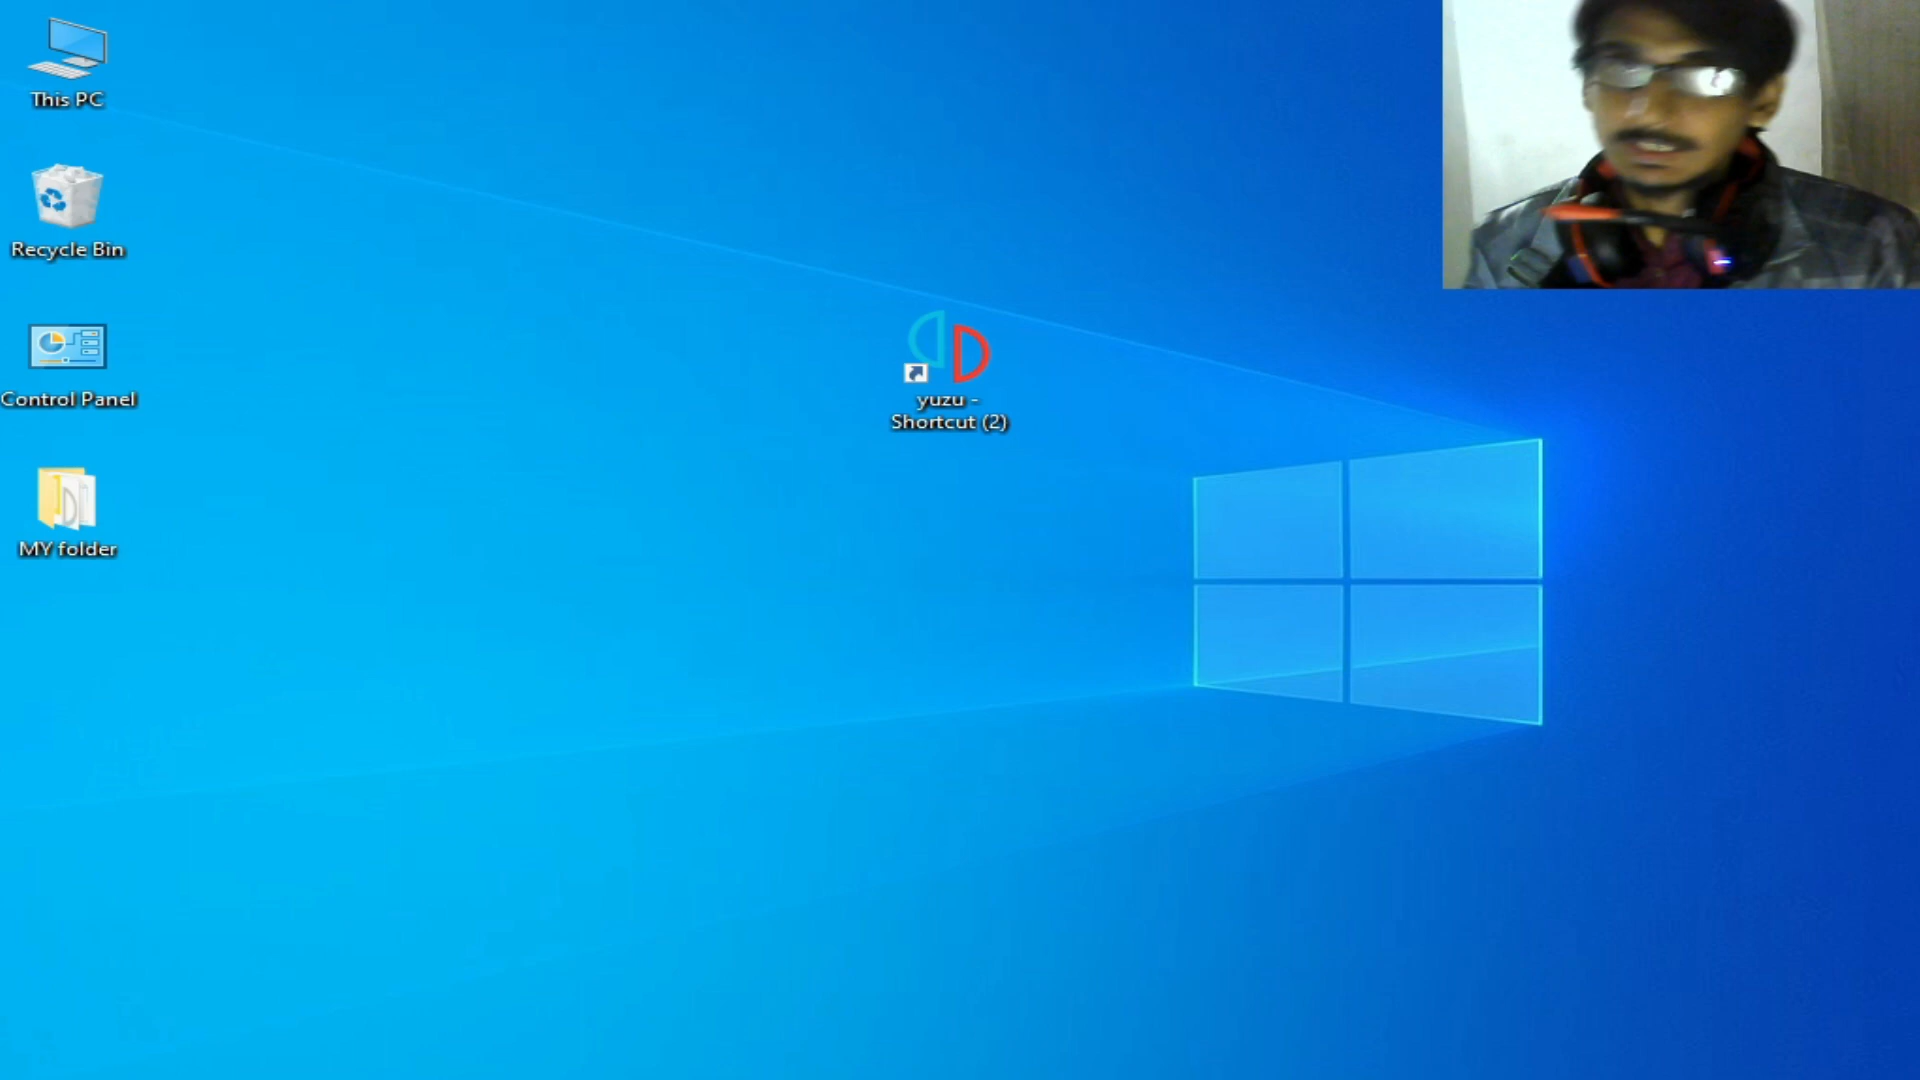 This PC
Recycle Bin
Control Panel
MY folder
yuzu -
Shortcut (2)